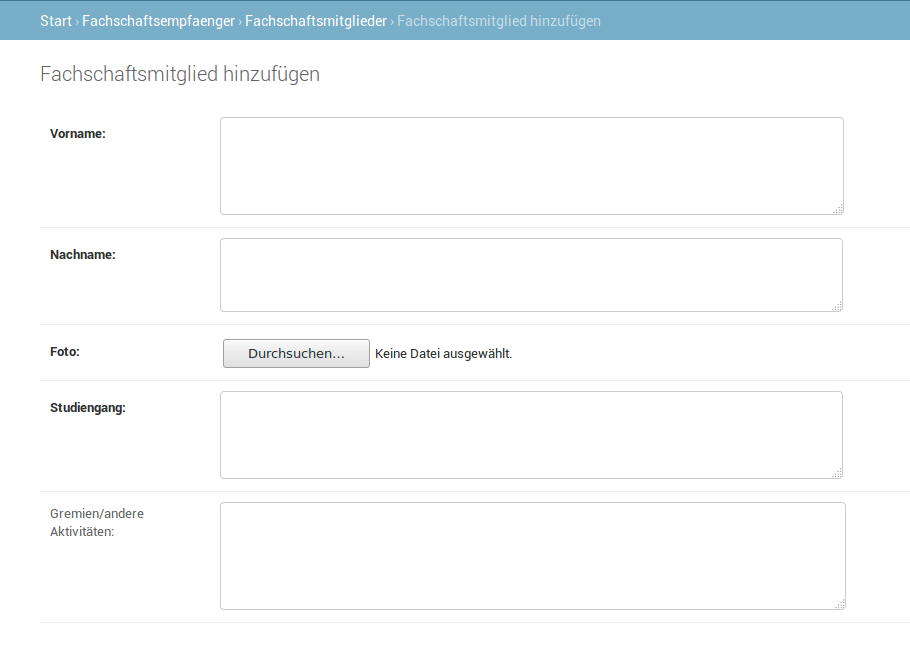 Start › Fachschaftsempfaenger › Fachschaftsmitglieder › Fachschaftsmitglied hinzufügen
Fachschaftsmitglied hinzufügen
Vorname:
Nachname:
Foto:
Durchsuchen... Keine Datei ausgewählt.
Studiengang:
Gremien/andere
Aktivitäten: